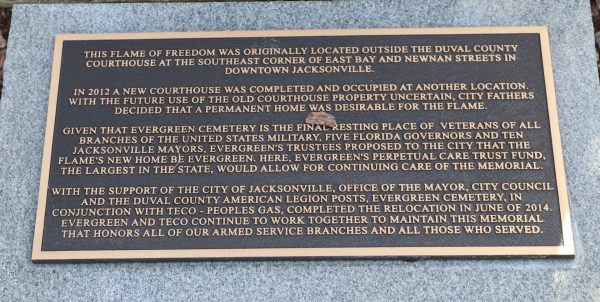 THIS FLAME OF FREEDOM WAS ORIGINALLY LOCATED OUTSIDE THE DUVAL COUNTY
COURTHOUSE AT THE SOUTHEAST CORNER OF EAST BAY AND NEWNAN STREETS IN
DOWNTOWN JACKSONVILLE.
IN 2012 A NEW COURTHOUSE WAS COMPLETED AND OCCUPIED AT ANOTHER LOCATION.
WITH THE FUTURE USE OF THE OLD COURTHOUSE PROPERTY UNCERTAIN, CITY FATHERS
DECIDED THAT A PERMANENT HOME WAS DESIRABLE FOR THE FLAME.
GIVEN THAT EVERGREEN CEMETERY IS THE FINAL RESTING PLACE OF VETERANS OF ALL
BRANCHES OF THE UNITED STATES MILITARY, FIVE FLORIDA GOVERNORS AND TEN
JACKSONVILLE MAYORS, EVERGREEN'S TRUSTEES PROPOSED TO THE CITY THAT THE
FLAME'S NEW HOME BE EVERGREEN. HERE, EVERGREEN'S PERPETUAL CARE TRUST FUND,
THE LARGEST IN THE STATE, WOULD ALLOW FOR CONTINUING CARE OF THE MEMORIAL.
WITH THE SUPPORT OF THE CITY OF JACKSONVILLE, OFFICE OF THE MAYOR, CITY COUNCIL
AND THE DUVAL COUNTY AMERICAN LEGION POSTS, EVERGREEN CEMETERY, IN
CONJUNCTION WITH TECO - PEOPLES GAS, COMPLETED THE RELOCATION IN JUNE OF 2014.
EVERGREEN AND TECO CONTINUE TO WORK TOGETHER TO MAINTAIN THIS MEMORIAL
THAT HONORS ALL OF OUR ARMED SERVICE BRANCHES AND ALL THOSE WHO SERVED.